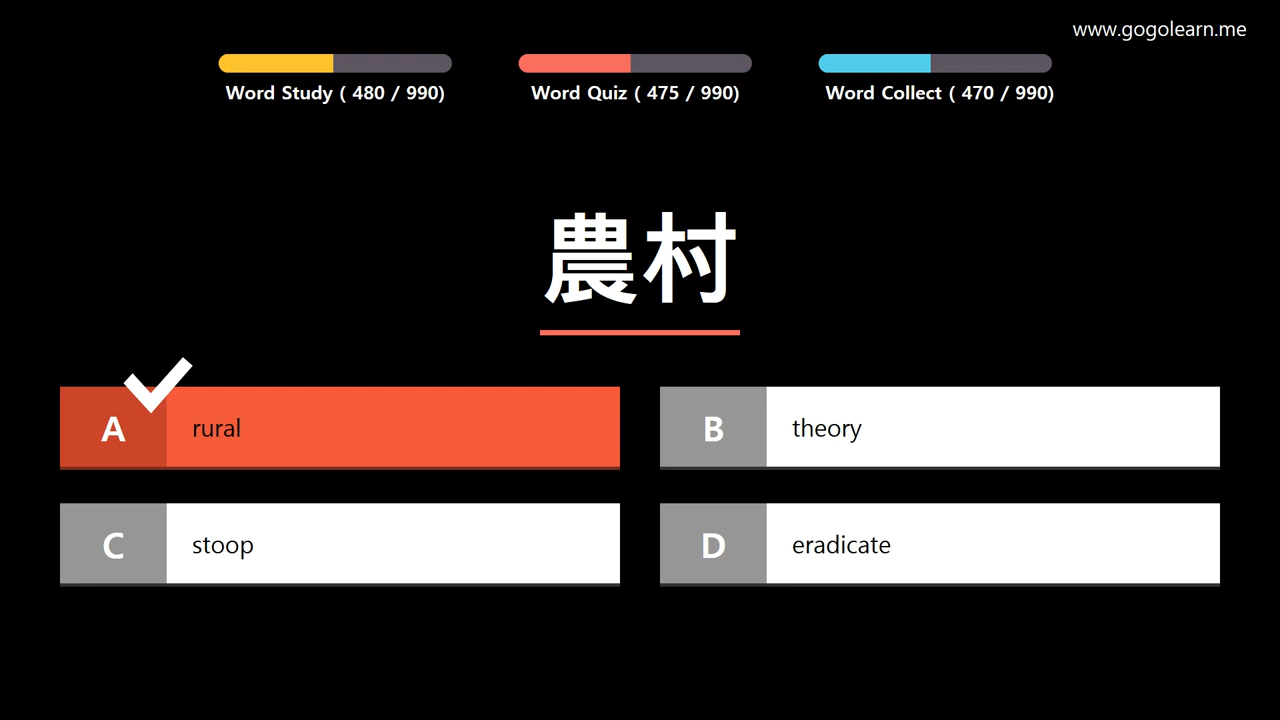 www.gogolearn.me
Word Study ( 480 / 990)
Word Quiz ( 475 / 990)
Word Collect ( 470 / 990)
農村
A rural
B theory
C stoop
D eradicate